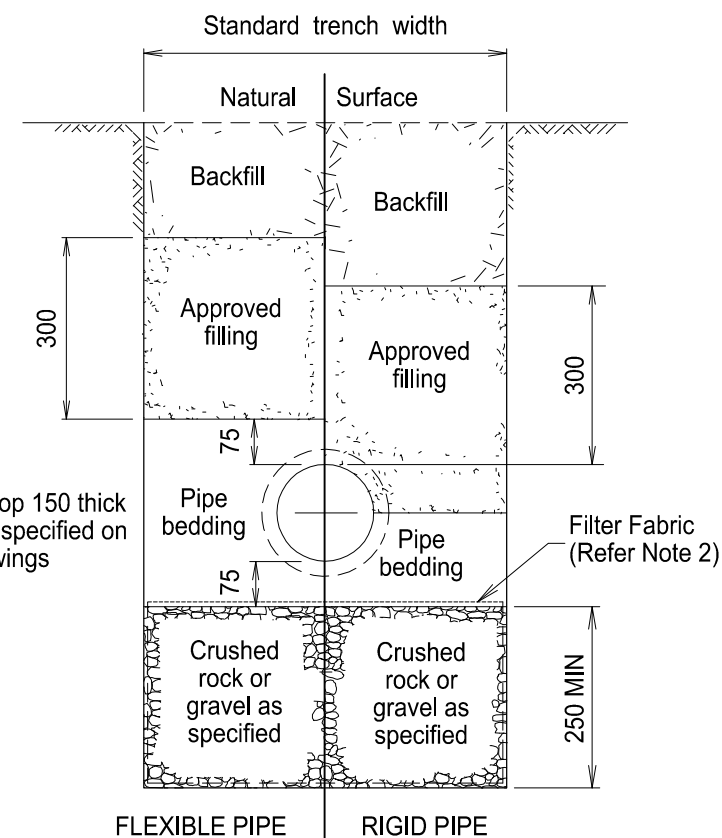 Standard trench width
Natural Surface
Backfill
Backfill
300
Approved
filling
Approved
filling
300
75
op 150 thick
specified on
wings
Pipe
bedding
Pipe
bedding
Filter Fabric
(Refer Note 2)
75
Crushed
rock or
gravel as
specified
Crushed
rock or
gravel as
specified
250 MIN
FLEXIBLE PIPE
RIGID PIPE